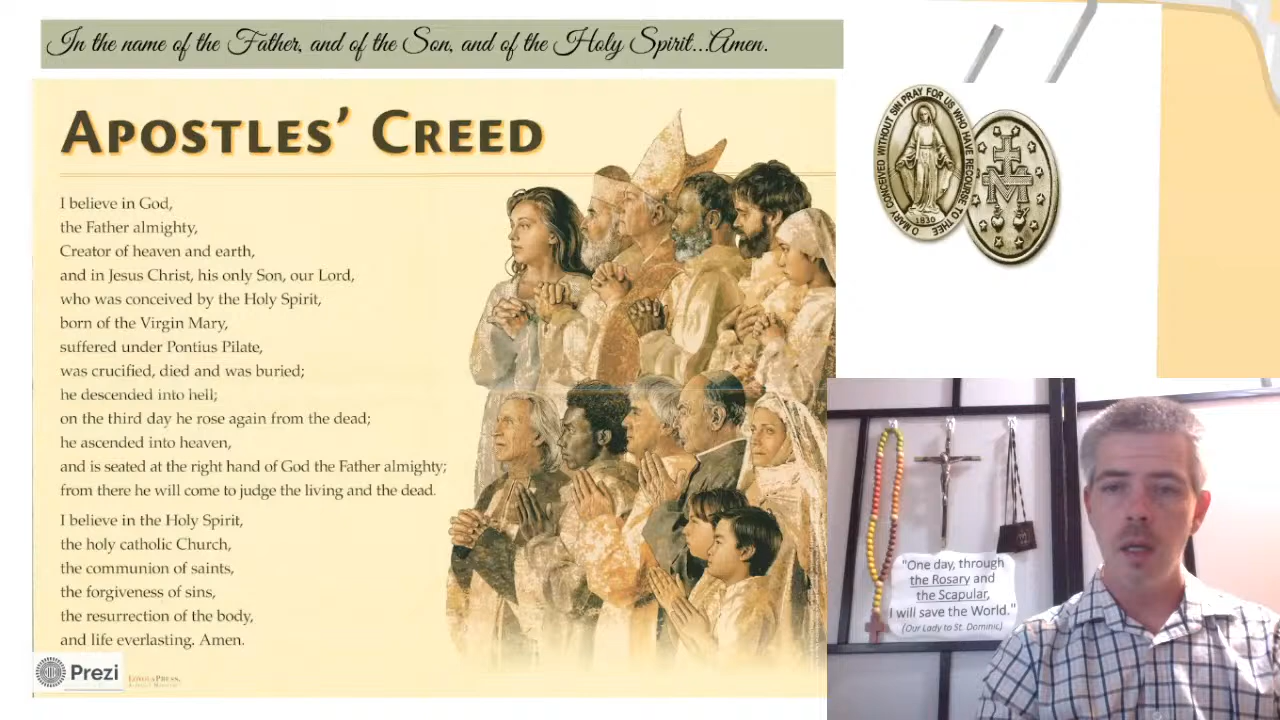 In the name of the Father, and of the Son, and of the Holy Spirit...Amen.
APOSTLES' CREED
I believe in God,
the Father almighty,
Creator of heaven and earth,
and in Jesus Christ, his only Son, our Lord,
who was conceived by the Holy Spirit,
born of the Virgin Mary,
suffered under Pontius Pilate,
was crucified, died and was buried;
he descended into hell;
on the third day he rose again from the dead;
he ascended into heaven,
and is seated at the right hand of God the Father almighty;
from there he will come to judge the living and the dead.
I believe in the Holy Spirit,
the holy catholic Church,
the communion of saints,
the forgiveness of sins,
the resurrection of the body,
and life everlasting. Amen.
Prezi
LOYOLA PRESS.
O MARY CONCEIVED WITHOUT SIN PRAY FOR US WHO HAVE RECOURSE TO THEE
1830
M
"One day, through
the Rosary and
the Scapular,
I will save the World."
(Our Lady to St. Dominic)